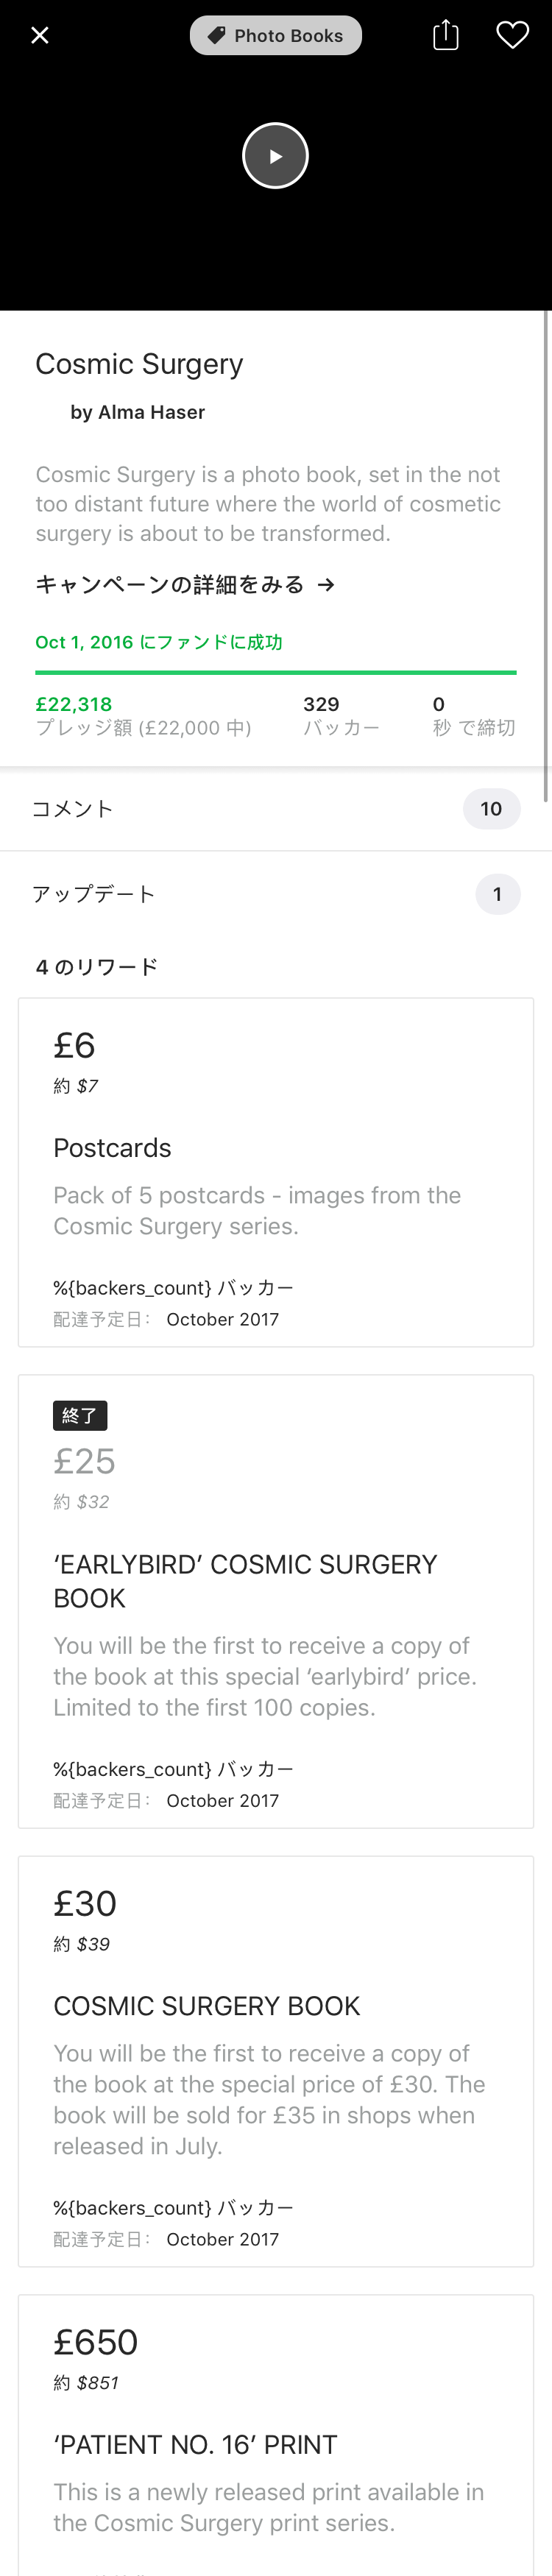 Photo Books
Cosmic Surgery
by Alma Haser
Cosmic Surgery is a photo book, set in the not
too distant future where the world of cosmetic
surgery is about to be transformed.
キャンペーンの詳細をみる →
Oct 1, 2016 にファンドに成功
£22,318
プレッジ額 (£22,000 中)
329
バッカー
0
秒 で締切
コメント
10
アップデート
1
4 のリワード
£6
約 $7
Postcards
Pack of 5 postcards - images from the
Cosmic Surgery series.
%{backers_count} バッカー
配達予定日： October 2017
終了
£25
約 $32
‘EARLYBIRD’ COSMIC SURGERY
BOOK
You will be the first to receive a copy of
the book at this special ‘earlybird’ price.
Limited to the first 100 copies.
%{backers_count} バッカー
配達予定日： October 2017
£30
約 $39
COSMIC SURGERY BOOK
You will be the first to receive a copy of
the book at the special price of £30. The
book will be sold for £35 in shops when
released in July.
%{backers_count} バッカー
配達予定日： October 2017
£650
約 $851
‘PATIENT NO. 16’ PRINT
This is a newly released print available in
the Cosmic Surgery print series.